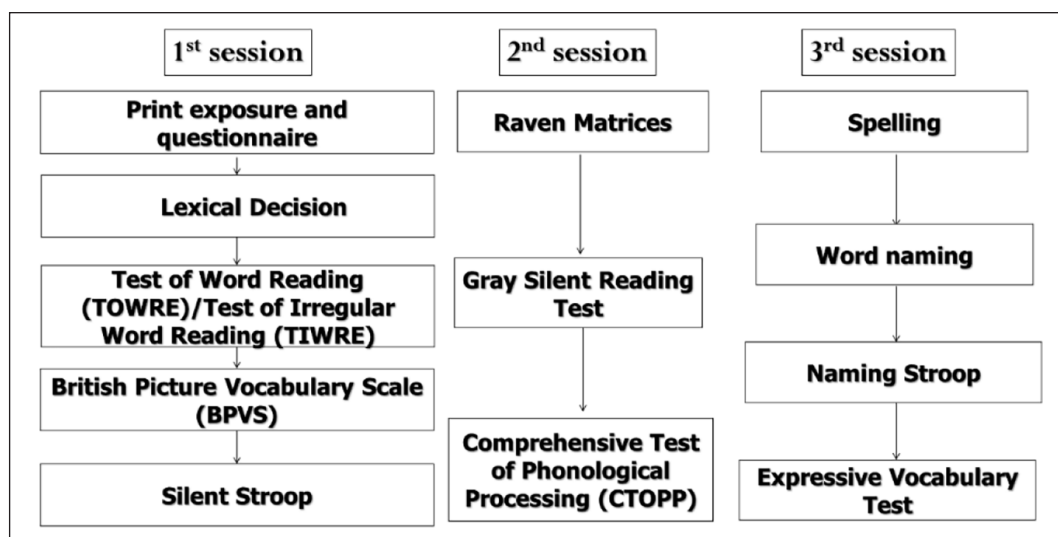 1st session
Print exposure and
questionnaire
Lexical Decision
Test of Word Reading
(TOWRE)/Test of Irregular
Word Reading (TIWRE)
British Picture Vocabulary Scale
(BPVS)
Silent Stroop
2nd session
Raven Matrices
Gray Silent Reading
Test
Comprehensive Test
of Phonological
Processing (CTOPP)
3rd session
Spelling
Word naming
Naming Stroop
Expressive Vocabulary
Test